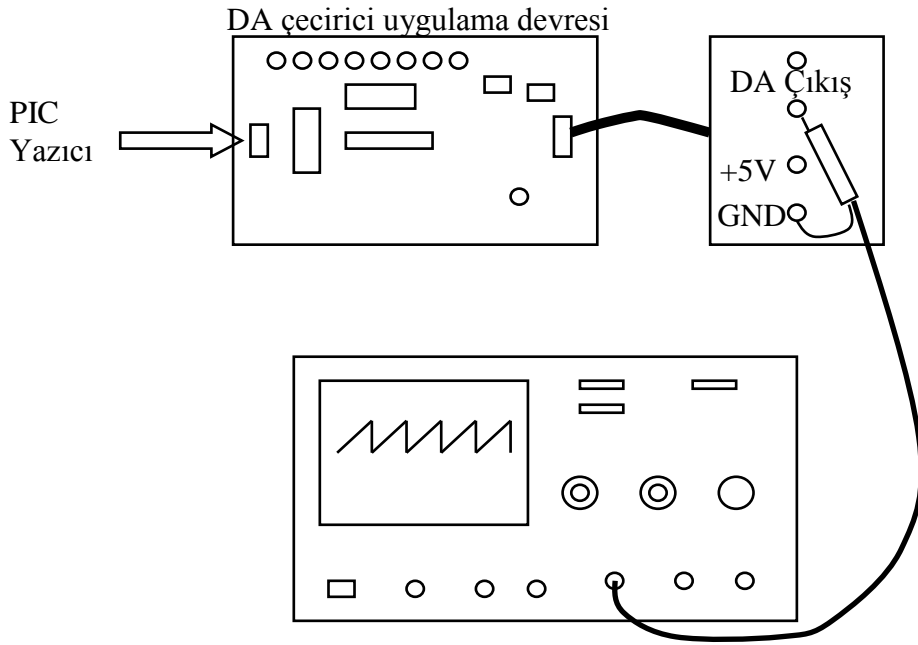 DA çecirici uygulama devresi
PIC
Yazıcı
DA Çıkış
+5V
GND